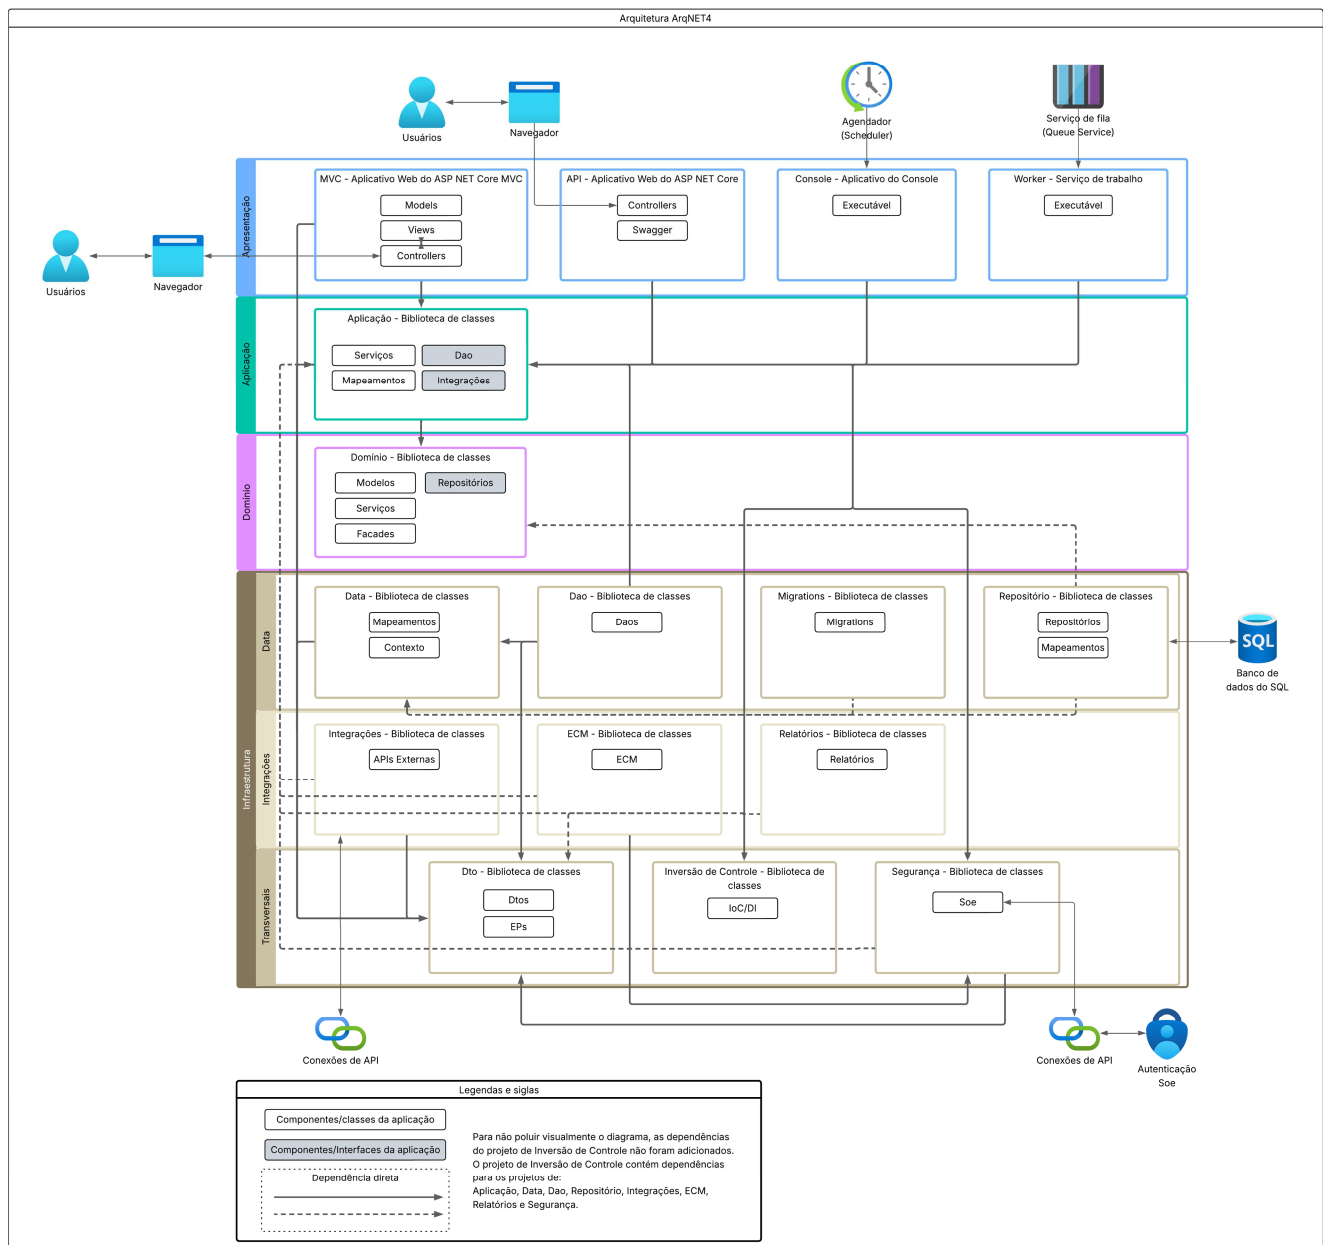 Arquitetura ArqNET4
Usuários
Navegador
Agendador
(Scheduler)
Serviço de fila
(Queue Service)
Apresentação
MVC - Aplicativo Web do ASP NET Core MVC
Models
Views
Controllers
API - Aplicativo Web do ASP NET Core
Controllers
Swagger
Console - Aplicativo do Console
Executável
Worker - Serviço de trabalho
Executável
Usuários
Navegador
Aplicação
Aplicação - Biblioteca de classes
Serviços
Dao
Mapeamentos
Integrações
Domínio
Domínio - Biblioteca de classes
Modelos
Repositórios
Serviços
Facades
Infraestrutura
Data
Data - Biblioteca de classes
Mapeamentos
Contexto
Dao - Biblioteca de classes
Daos
Migrations - Biblioteca de classes
Migrations
Repositório - Biblioteca de classes
Repositórios
Mapeamentos
SQL
Banco de
dados do SQL
Integrações
Integrações - Biblioteca de classes
APIs Externas
ECM - Biblioteca de classes
ECM
Relatórios - Biblioteca de classes
Relatórios
Transversais
Dto - Biblioteca de classes
Dtos
EPs
Inversão de Controle - Biblioteca de
classes
IoC/DI
Segurança - Biblioteca de classes
Soe
Conexões de API
Conexões de API
Autenticação
Soe
Legendas e siglas
Componentes/classes da aplicação
Componentes/Interfaces da aplicação
Dependência direta
Para não poluir visualmente o diagrama, as dependências
do projeto de Inversão de Controle não foram adicionados.
O projeto de Inversão de Controle contém dependências
para os projetos de:
Aplicação, Data, Dao, Repositório, Integrações, ECM,
Relatórios e Segurança.